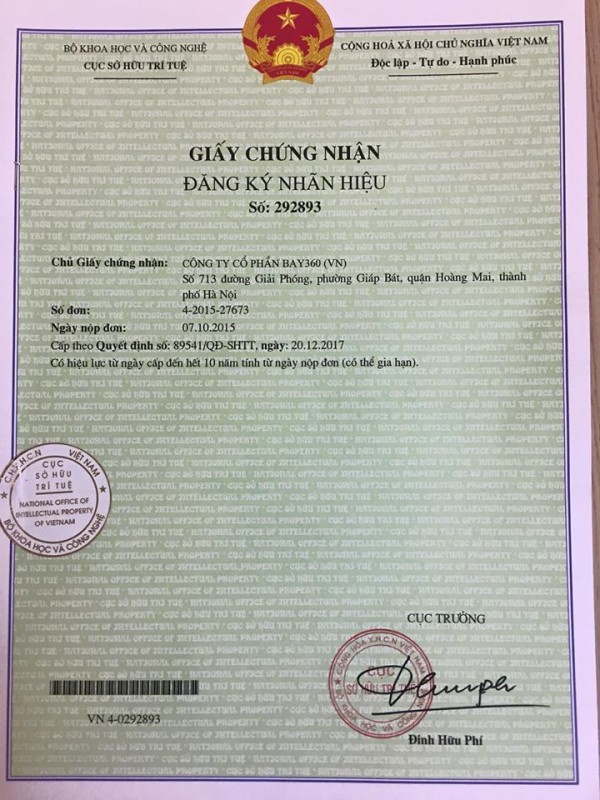 BỘ KHOA HỌC VÀ CÔNG NGHỆ
CỤC SỞ HỮU TRÍ TUỆ
CỘNG HOÀ XÃ HỘI CHỦ NGHĨA VIỆT NAM
Độc lập - Tự do - Hạnh phúc
GIẤY CHỨNG NHẬN
ĐĂNG KÝ NHÃN HIỆU
Số: 292893
Chủ Giấy chứng nhận: CÔNG TY CỔ PHẦN BAY360 (VN)
Số 713 đường Giải Phóng, phường Giáp Bát, quận Hoàng Mai, thành
phố Hà Nội
Số đơn: 4-2015-27673
Ngày nộp đơn: 07.10.2015
Cấp theo Quyết định số: 89541/QĐ-SHTT, ngày: 20.12.2017
Có hiệu lực từ ngày cấp đến hết 10 năm tính từ ngày nộp đơn (có thể gia hạn).
C.H.X.H.C.N VIỆT NAM
CỤC
SỞ HỮU
TRÍ TUỆ
NATIONAL OFFICE OF
INTELLECTUAL PROPERTY
OF VIETNAM
BỘ KHOA HỌC VÀ CÔNG NGHỆ
CỤC TRƯỞNG
CỤC
SỞ HỮU TRÍ
VN 4-0292893
Đinh Hữu Phí